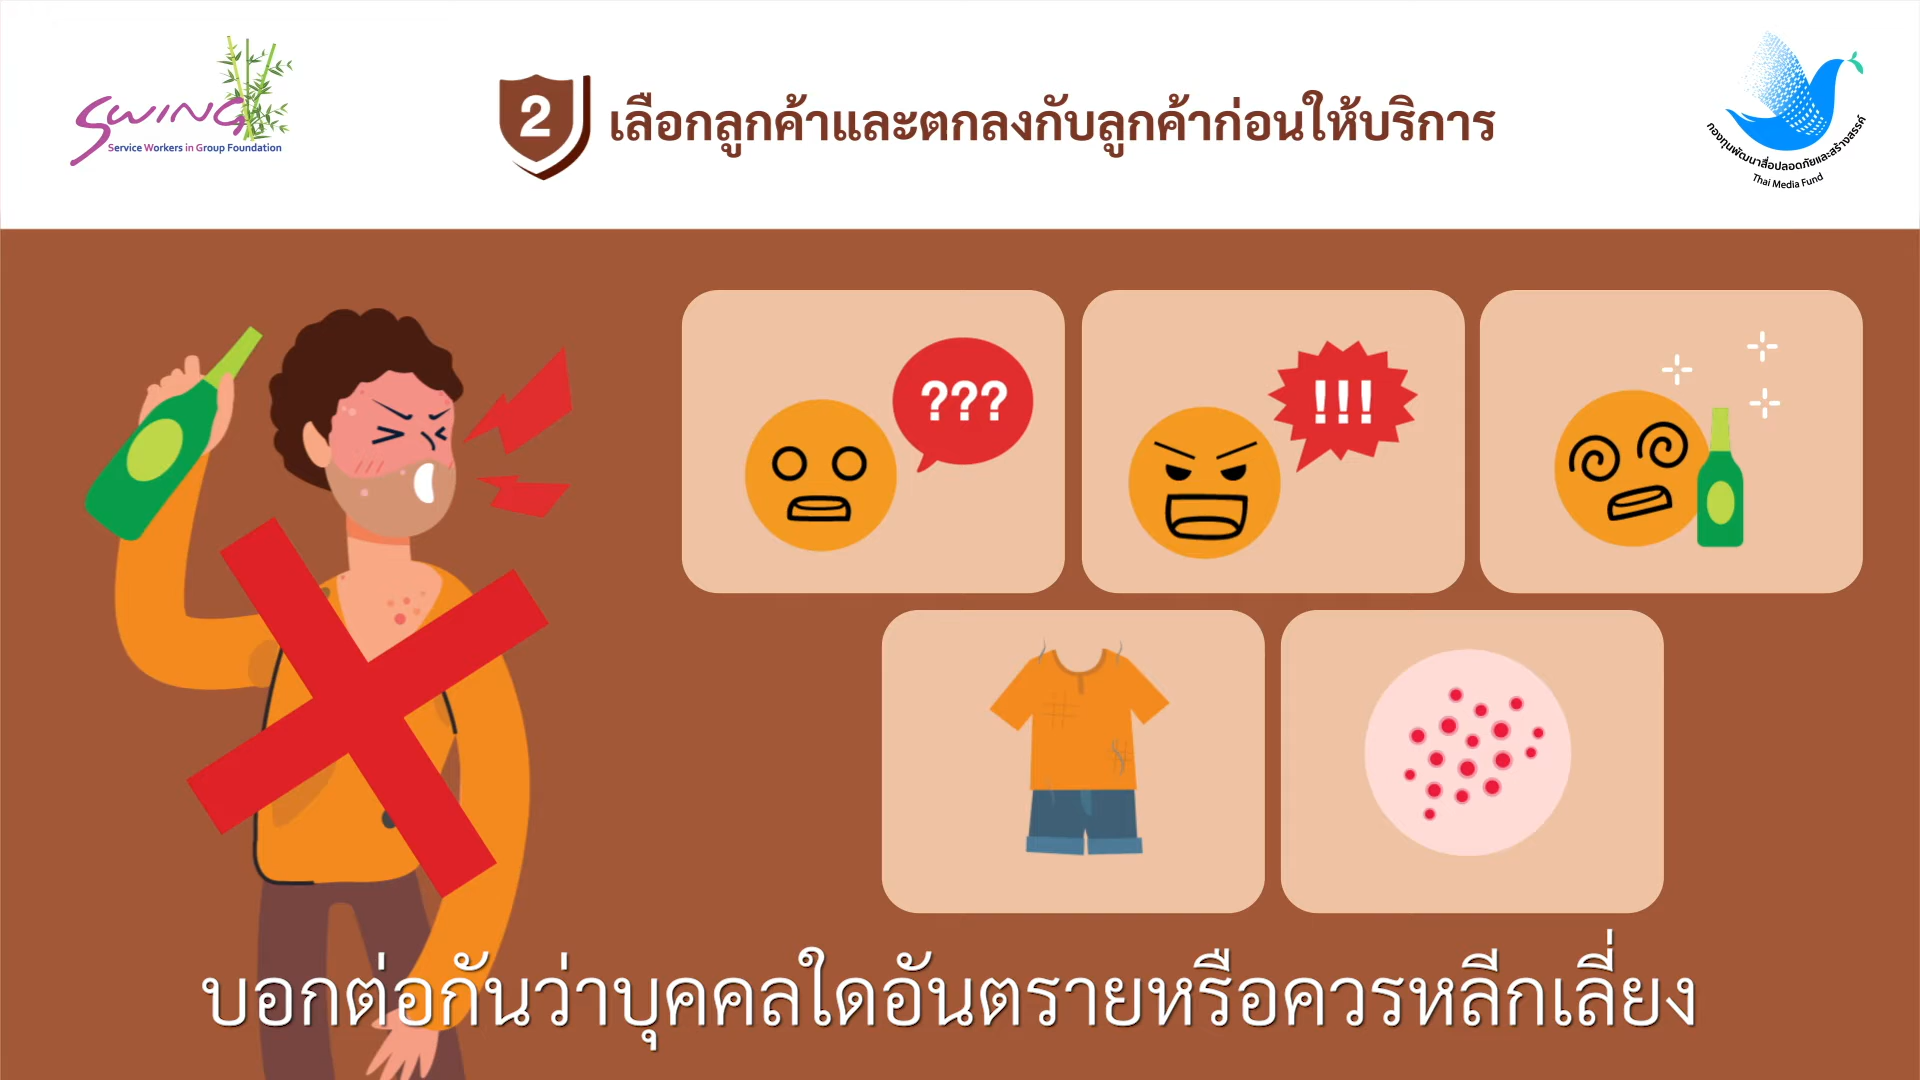 SWING
Service Workers in Group Foundation
2
เลือกลูกค้าและตกลงกับลูกค้าก่อนให้บริการ
กองทุนพัฒนาสื่อปลอดภัยและสร้างสรรค์
Thai Media Fund
???
!!!
บอกต่อกันว่าบุคคลใดอันตรายหรือควรหลีกเลี่ยง